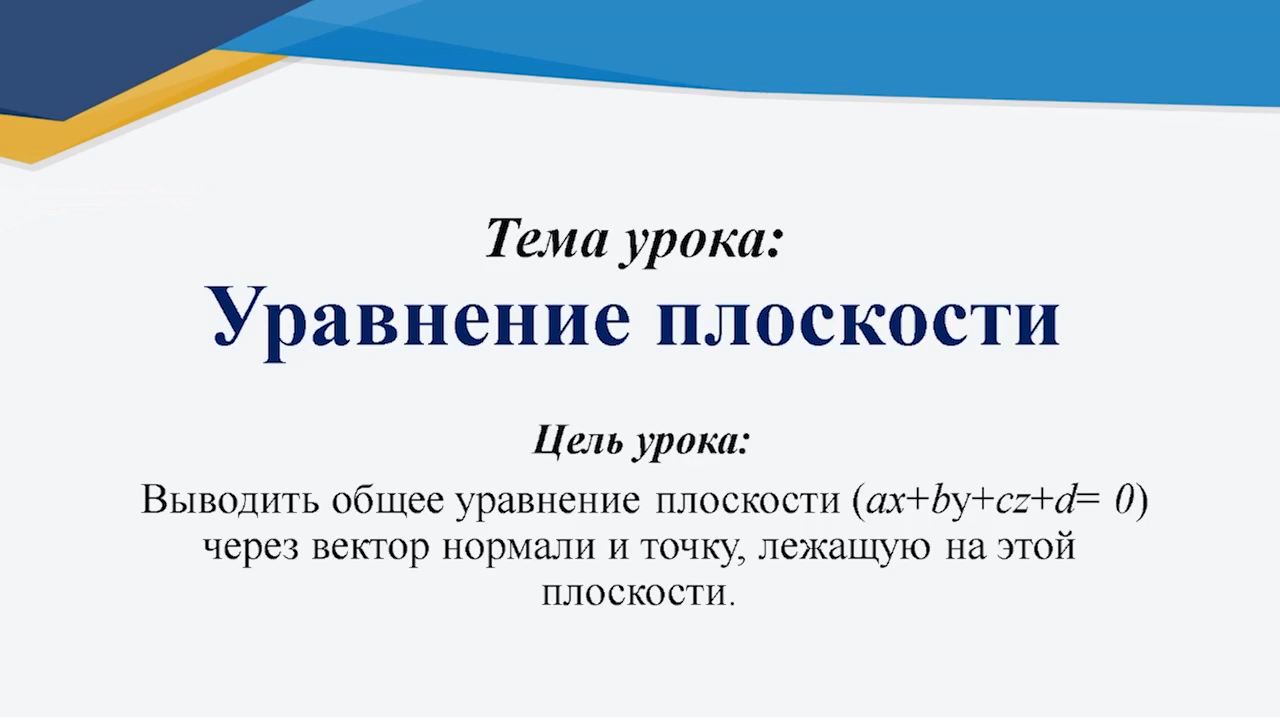 Тема урока:
Уравнение плоскости
Цель урока:
Выводить общее уравнение плоскости (ax+by+cz+d= 0)
через вектор нормали и точку, лежащую на этой
плоскости.